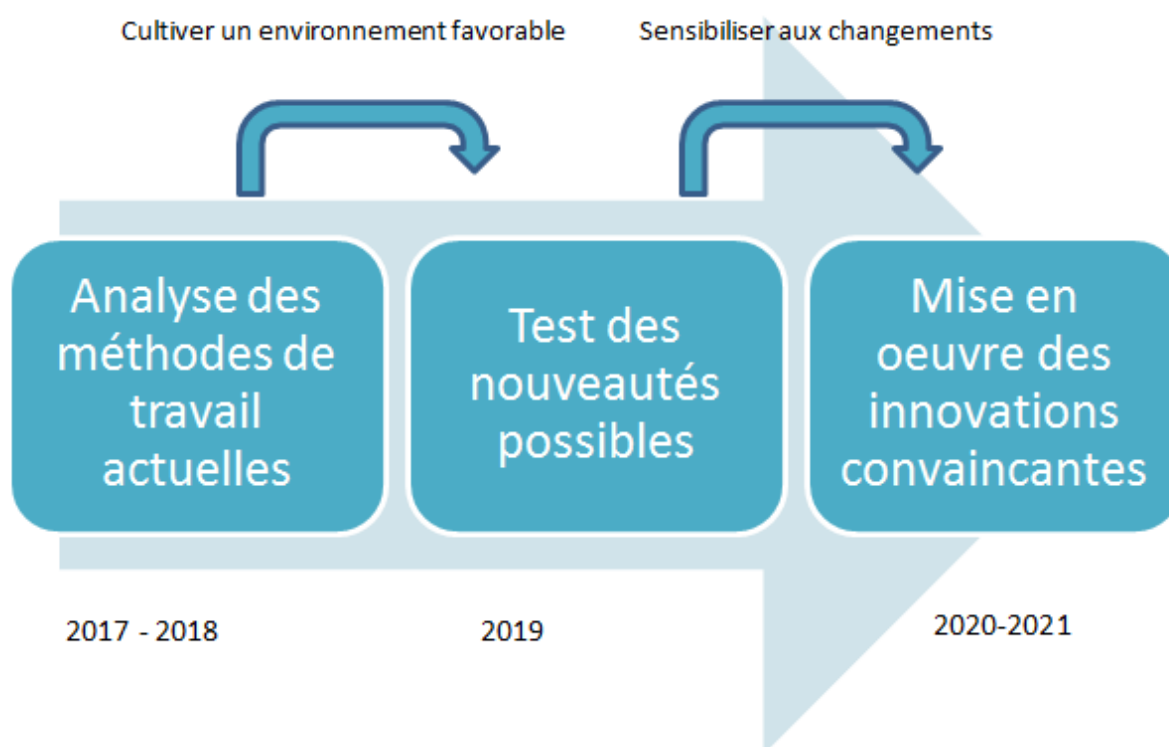 Cultiver un environnement favorable
Sensibiliser aux changements
Analyse des
méthodes de
travail
actuelles
Test des
nouveautés
possibles
Mise en
oeuvre des
innovations
convaincantes
2017 - 2018
2019
2020-2021